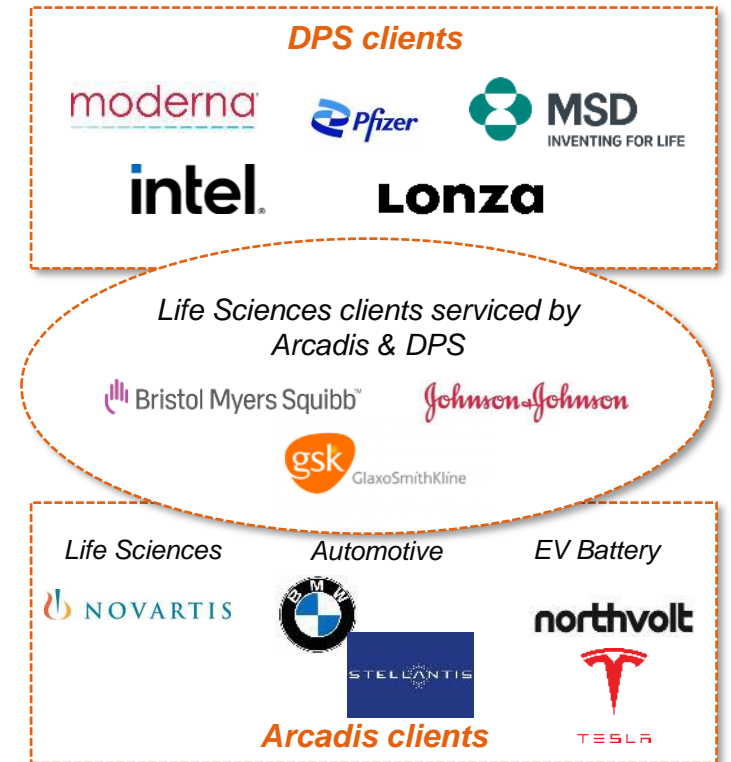 DPS clients
moderna
Pfizer
MSD
INVENTING FOR LIFE
intel.
Lonza
Life Sciences clients serviced by
Arcadis & DPS
Bristol Myers Squibb™
Johnson & Johnson
gsk
GlaxoSmithKline
Life Sciences
Automotive
EV Battery
NOVARTIS
BMW
northvolt
STELLANTIS
TESLA
Arcadis clients